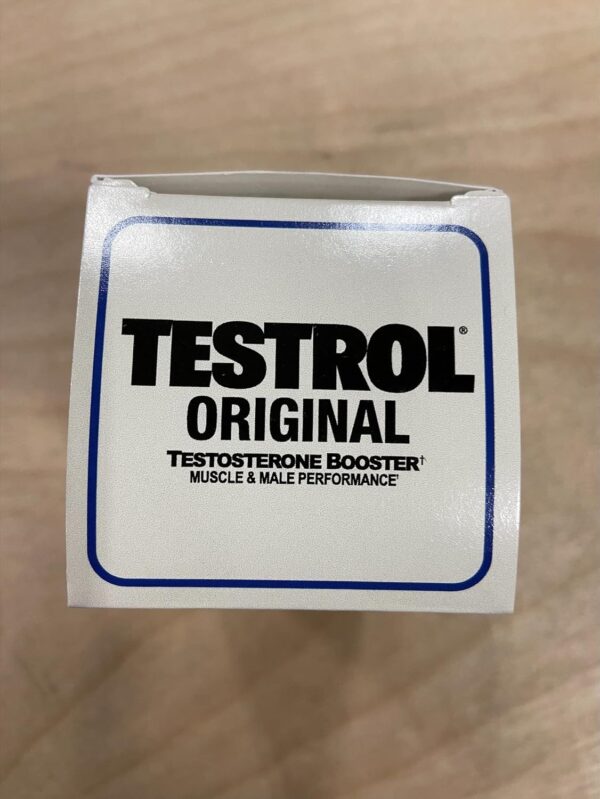 TESTROL®
ORIGINAL
TESTOSTERONE BOOSTER†
MUSCLE & MALE PERFORMANCE†